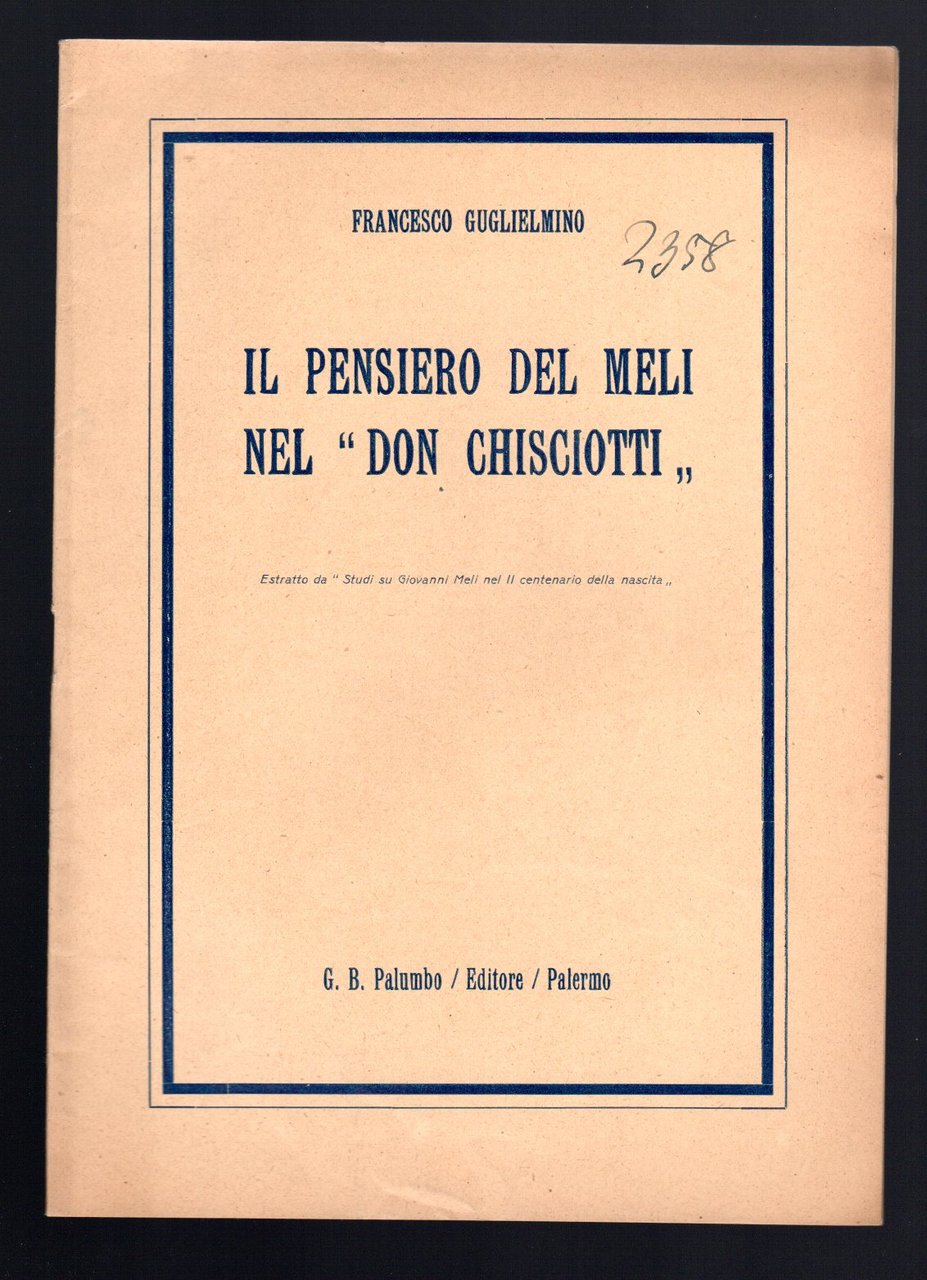 FRANCESCO GUGLIELMINO
2358
IL PENSIERO DEL MELI
NEL “ DON CHISCIOTTI „
Estratto da “ Studi su Giovanni Meli nel II centenario della nascita „
G. B. Palumbo / Editore / Palermo